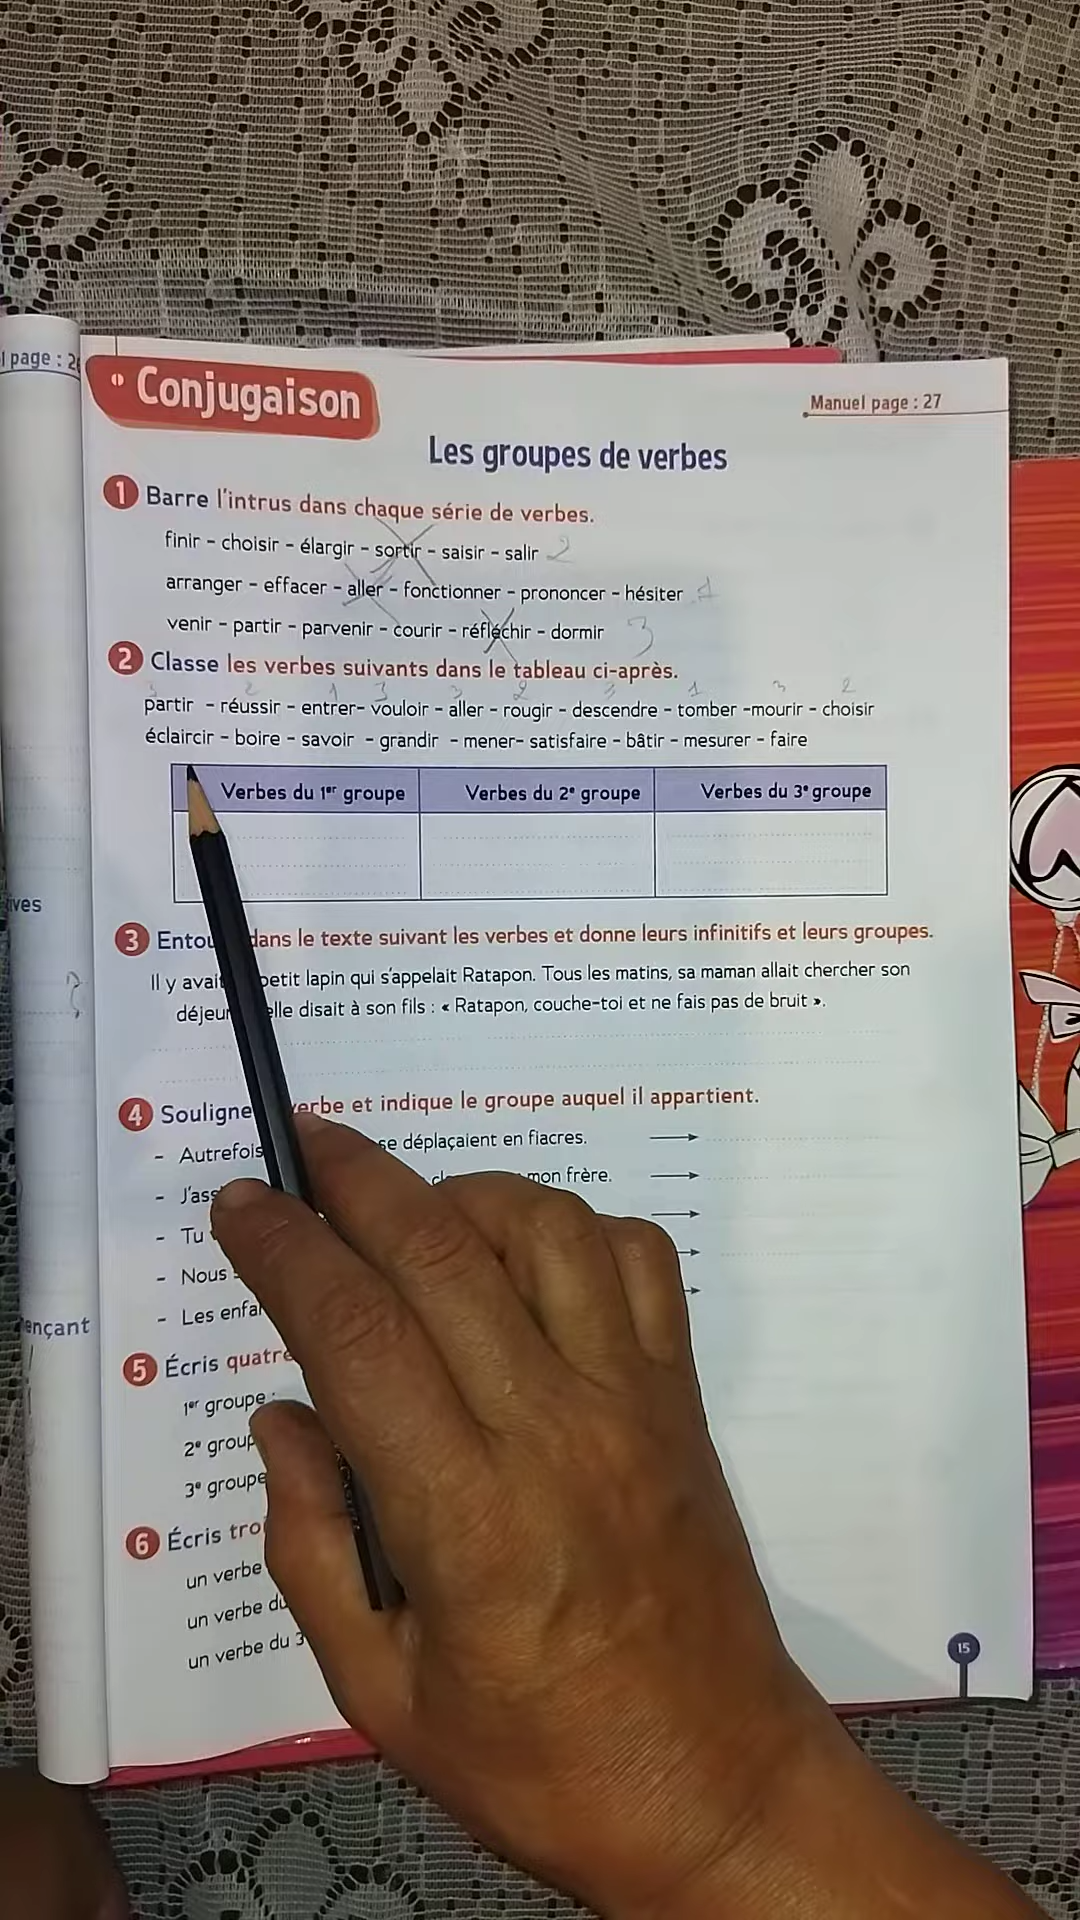 l page : 2
Conjugaison
Manuel page : 27
Les groupes de verbes
1 Barre l'intrus dans chaque série de verbes.
finir - choisir - élargir - sortir - saisir - salir 2
arranger - effacer - aller - fonctionner - prononcer - hésiter 1
venir - partir - parvenir - courir - réfléchir - dormir 3
2 Classe les verbes suivants dans le tableau ci-après.
3 2 1 3 3 2 3 1 3 2
partir - réussir - entrer- vouloir - aller - rougir - descendre - tomber -mourir - choisir
éclaircir - boire - savoir - grandir - mener- satisfaire - bâtir - mesurer - faire
Verbes du 1er groupe Verbes du 2e groupe Verbes du 3e groupe
ives
3 Entou dans le texte suivant les verbes et donne leurs infinitifs et leurs groupes.
Il y avait petit lapin qui s'appelait Ratapon. Tous les matins, sa maman allait chercher son
déjeu elle disait à son fils : « Ratapon, couche-toi et ne fais pas de bruit ».
4 Souligne verbe et indique le groupe auquel il appartient.
- Autrefois se déplaçaient en fiacres.
- J'ass mon frère.
- Tu
- Nous
- Les enfan
ençant
5 Écris quatre
1er groupe :
2e group
3e groupe
6 Écris troi
un verbe
un verbe du
un verbe du 3
15